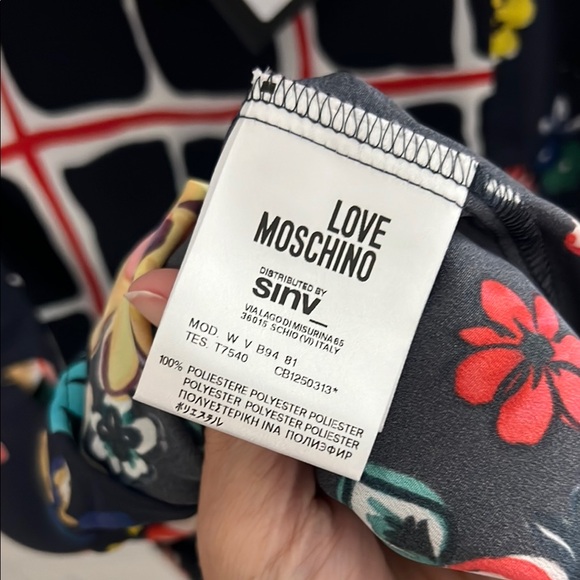 LOVE
MOSCHINO
DISTRIBUTED BY
sinv_
VIA LAGO DI MISURINA 65
36015 SCHIO (VI) ITALY
MOD. W V B94 81
TES. T7540 CB1250313*
100% POLIESTERE POLYESTER POLIESTER
POLYESTER POLYESTER POLIESTER
ΠΟΛΥΕΣΤΕΡΙΚΗ ΙΝΑ ПОЛИЭФИР
ポリエステル